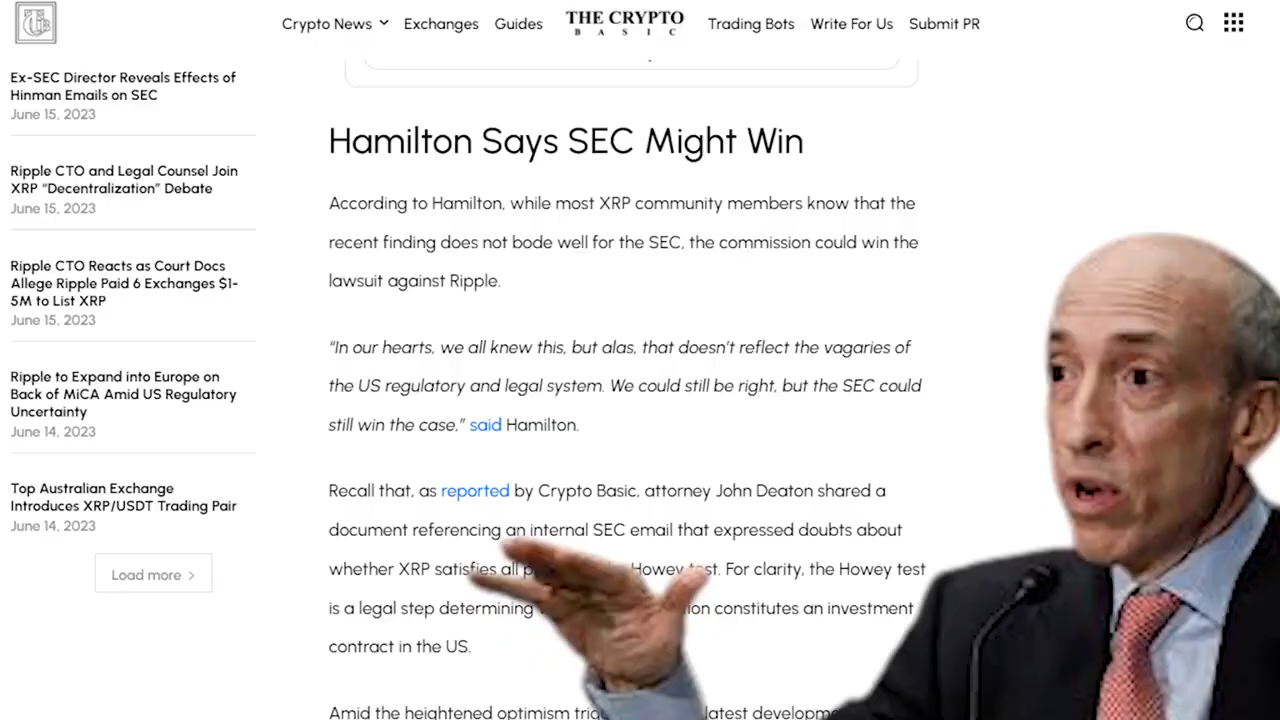 Crypto News
Exchanges
Guides
THE CRYPTO
BASIC
Trading Bots
Write For Us
Submit PR
Ex-SEC Director Reveals Effects of
Hinman Emails on SEC
June 15, 2023
Ripple CTO and Legal Counsel Join
XRP “Decentralization” Debate
June 15, 2023
Ripple CTO Reacts as Court Docs
Allege Ripple Paid 6 Exchanges $1-
5M to List XRP
June 15, 2023
Ripple to Expand into Europe on
Back of MiCA Amid US Regulatory
Uncertainty
June 14, 2023
Top Australian Exchange
Introduces XRP/USDT Trading Pair
June 14, 2023
Load more
Hamilton Says SEC Might Win
According to Hamilton, while most XRP community members know that the
recent finding does not bode well for the SEC, the commission could win the
lawsuit against Ripple.
“In our hearts, we all knew this, but alas, that doesn’t reflect the vagaries of
the US regulatory and legal system. We could still be right, but the SEC could
still win the case,” said Hamilton.
Recall that, as reported by Crypto Basic, attorney John Deaton shared a
document referencing an internal SEC email that expressed doubts about
whether XRP satisfies all Howey test. For clarity, the Howey test
is a legal step determining constitutes an investment
contract in the US.
Amid the heightened optimism latest